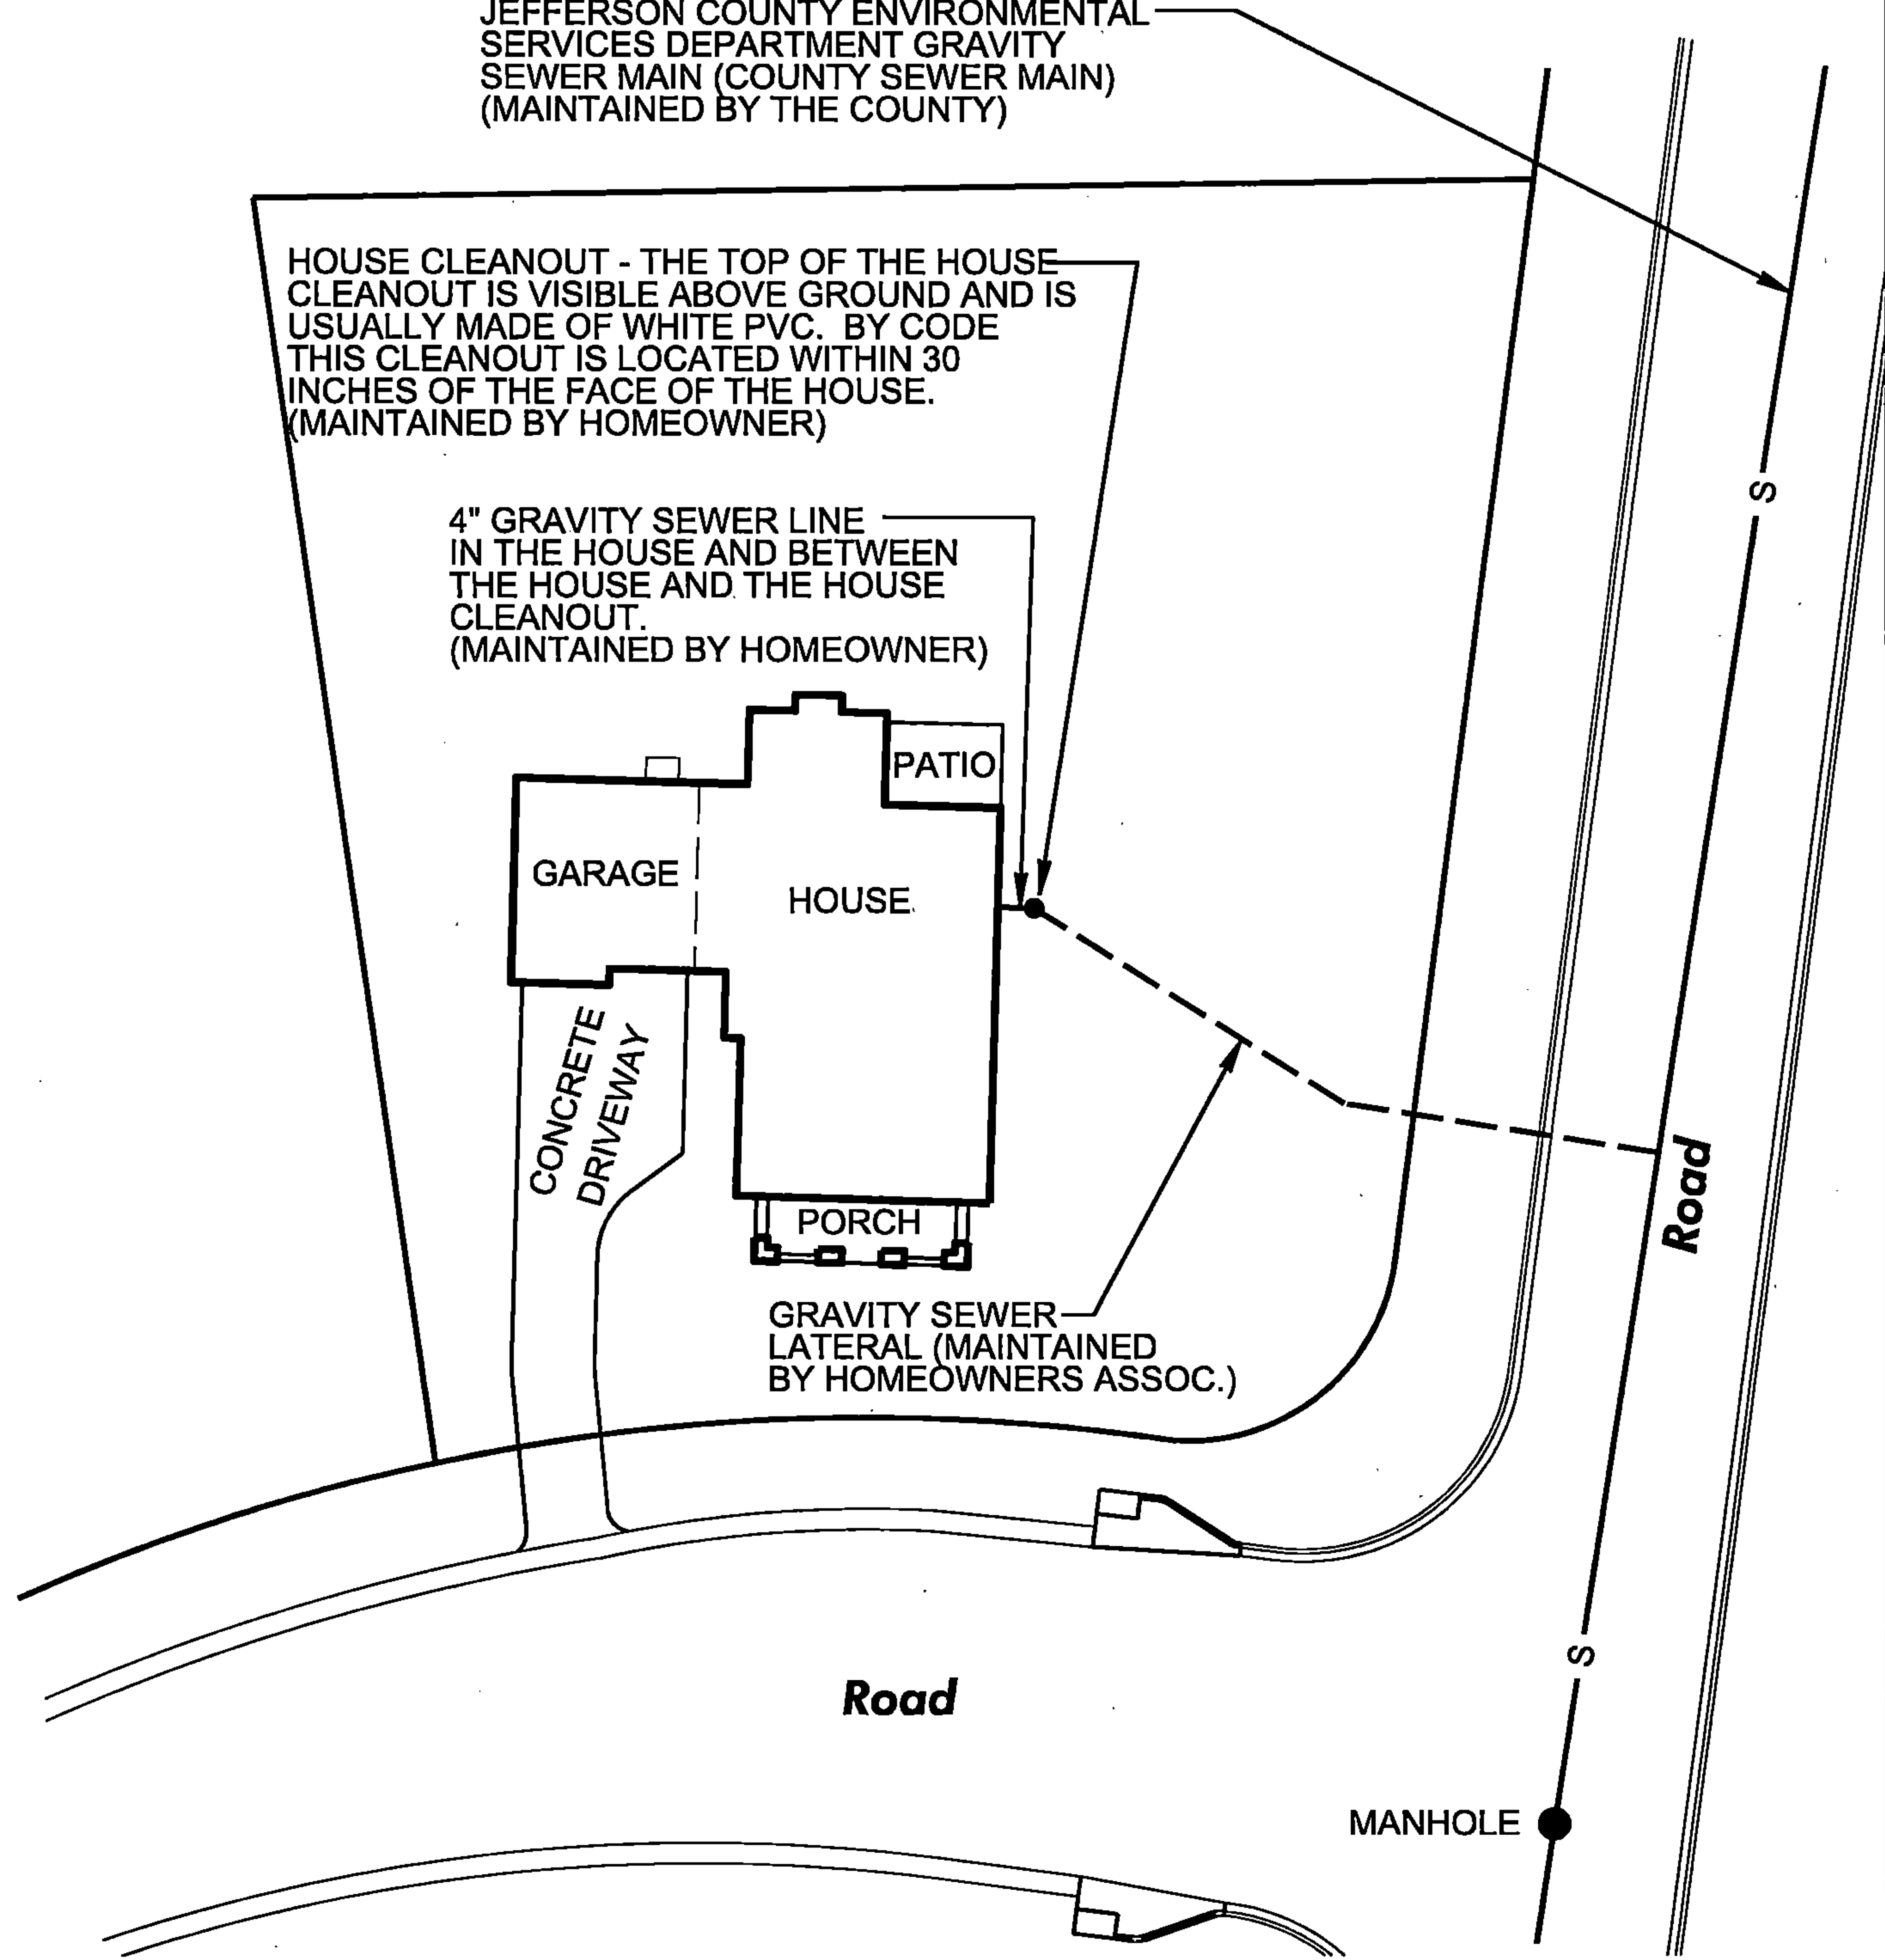 JEFFERSON COUNTY ENVIRONMENTAL
SERVICES DEPARTMENT GRAVITY
SEWER MAIN (COUNTY SEWER MAIN)
(MAINTAINED BY THE COUNTY)
HOUSE CLEANOUT - THE TOP OF THE HOUSE
CLEANOUT IS VISIBLE ABOVE GROUND AND IS
USUALLY MADE OF WHITE PVC. BY CODE
THIS CLEANOUT IS LOCATED WITHIN 30
INCHES OF THE FACE OF THE HOUSE.
(MAINTAINED BY HOMEOWNER)
S
4" GRAVITY SEWER LINE
IN THE HOUSE AND BETWEEN
THE HOUSE AND THE HOUSE
CLEANOUT.
(MAINTAINED BY HOMEOWNER)
PATIO
GARAGE
HOUSE
CONCRETE
DRIVEWAY
Road
PORCH
GRAVITY SEWER
LATERAL (MAINTAINED
BY HOMEOWNERS ASSOC.)
S
Road
MANHOLE